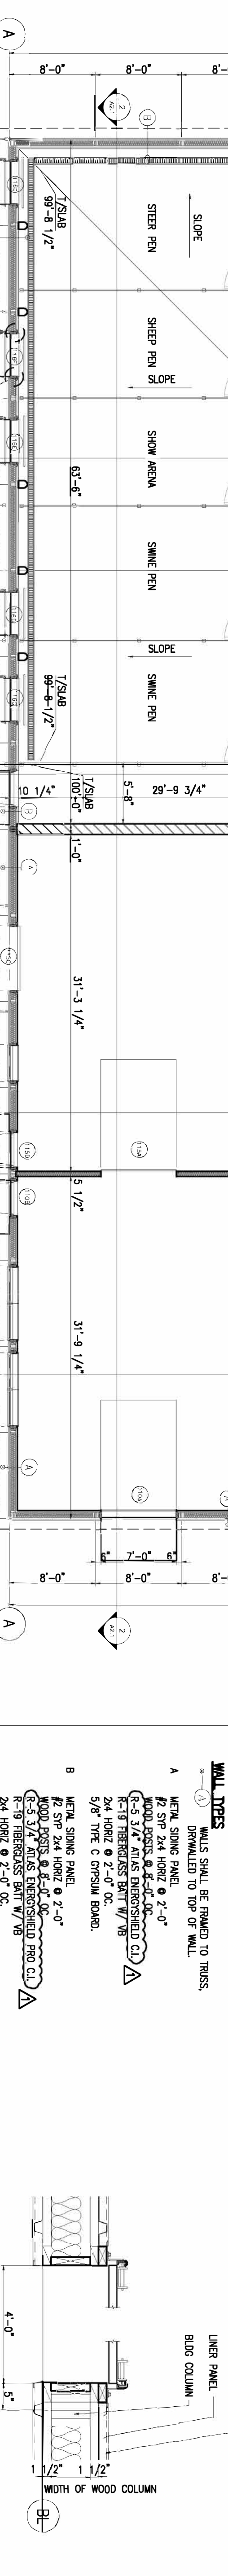 A
8'-0"
8'-0"
8'-
2
A2.1
B
T/SLAB
99'-8 1/2"
STEER PEN
SLOPE
SHEEP PEN
SLOPE
SHOW ARENA
63'-6"
SWINE PEN
SLOPE
T/SLAB
99'-8-1/2"
SWINE PEN
T/SLAB
100'-0"
5'-8"
29'-9 3/4"
10 1/4"
B
1'-0"
A
31'-3 1/4"
115A
115D
5 1/2"
31'-9 1/4"
A
110A
6"
7'-0"
6"
8'-0"
8'-0"
8'-
A
2
A2.1
WALL TYPES
A
WALLS SHALL BE FRAMED TO TRUSS,
DRYWALLED TO TOP OF WALL.
A
METAL SIDING PANEL
#2 SYP 2x4 HORIZ @ 2'-0"
WOOD POSTS @ 8'-0" OC.
R-5 3/4" ATLAS ENERGYSHIELD PRO C.I.
R-19 FIBERGLASS BATT W/ VB
2x4 HORIZ @ 2'-0" OC.
5/8" TYPE C GYPSUM BOARD.
1
B
METAL SIDING PANEL
#2 SYP 2x4 HORIZ @ 2'-0"
WOOD POSTS @ 8'-0" OC.
R-5 3/4" ATLAS ENERGYSHIELD PRO C.I.
R-19 FIBERGLASS BATT W/ VB
2x4 HORIZ @ 2'-0" OC.
1
LINER PANEL
BLDG COLUMN
4'-0"
5"
1 1/2"
1 1/2"
WIDTH OF WOOD COLUMN
BL